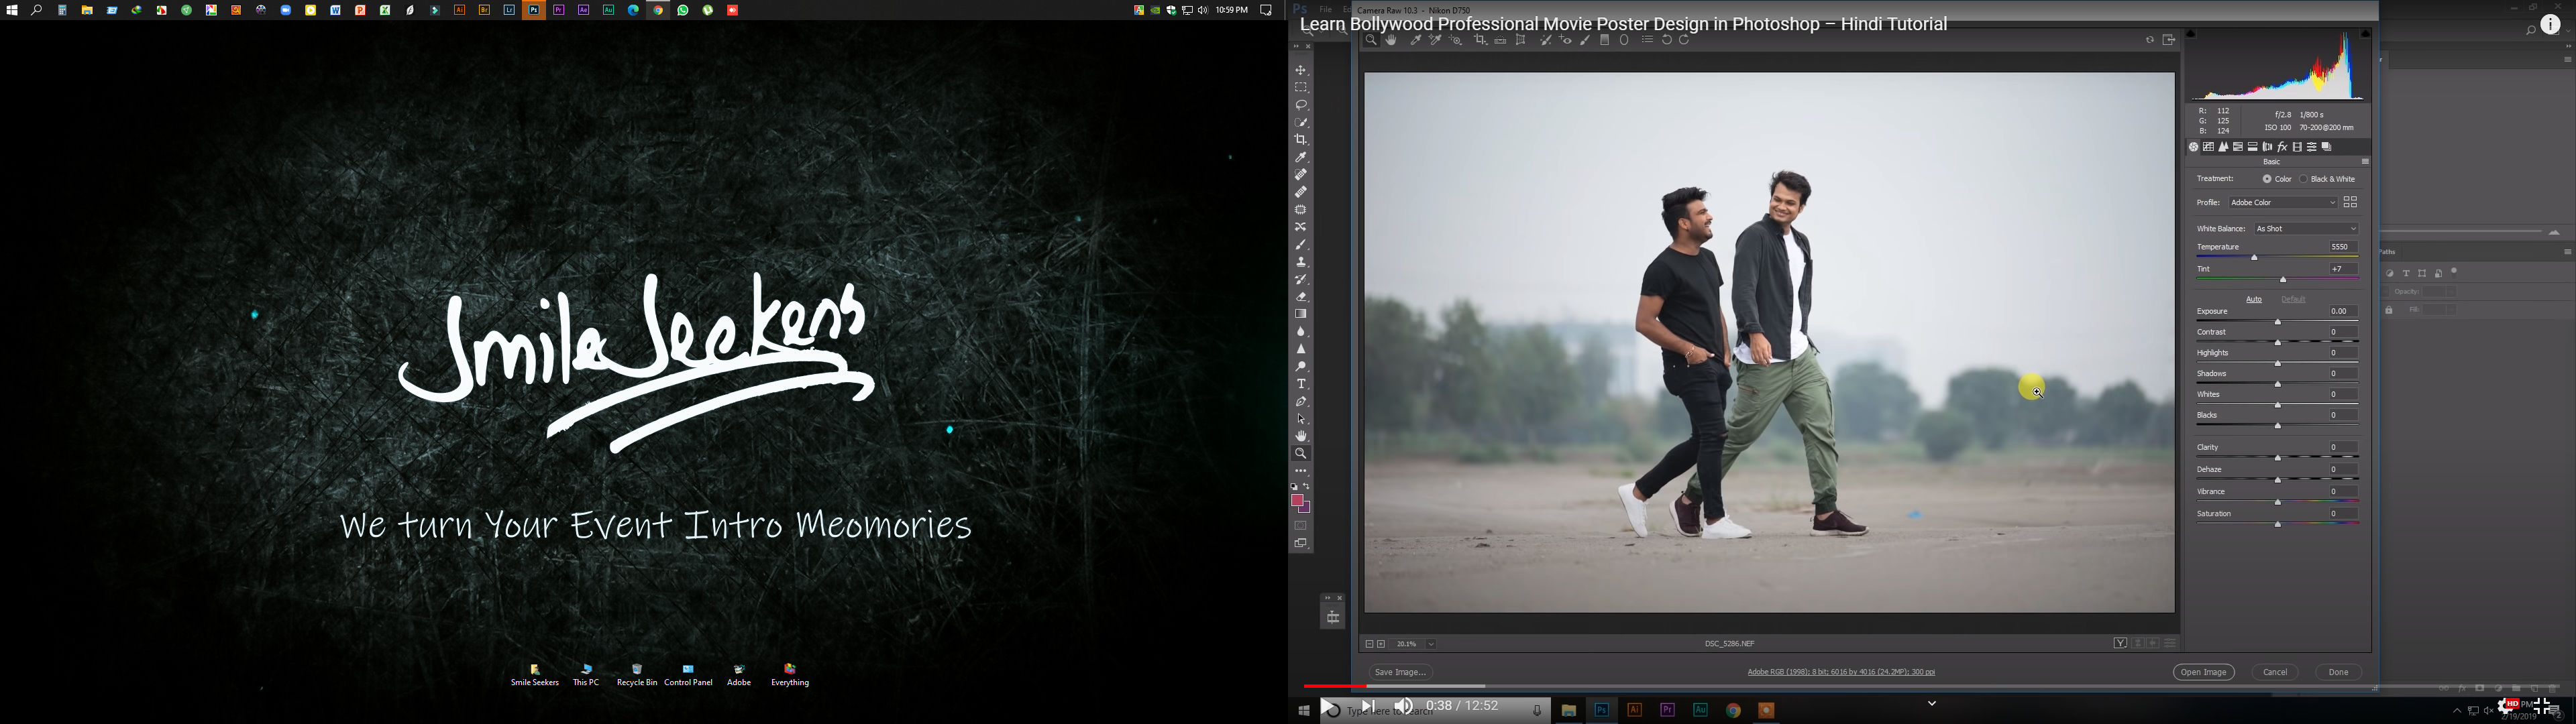 10:59 PM
Smile Seekers
We turn Your Event Intro Meomories
Smile Seekers
This PC
Recycle Bin
Control Panel
Adobe
Everything
Camera Raw 10.3 - Nikon D750
Learn Bollywood Professional Movie Poster Design in Photoshop – Hindi Tutorial
Ps
File
R: 112
G: 125
B: 124
f/2.8 1/800 s
ISO 100 70-200@200 mm
Basic
Treatment: Color Black & White
Profile: Adobe Color
White Balance: As Shot
Temperature 5550
Tint +7
Auto Default
Exposure 0.00
Contrast 0
Highlights 0
Shadows 0
Whites 0
Blacks 0
Clarity 0
Dehaze 0
Vibrance 0
Saturation 0
Paths
Opacity:
Fill:
20.1%
DSC_5286.NEF
Save Image...
Adobe RGB (1998); 8 bit; 6016 by 4016 (24.2MP); 300 ppi
Open Image
Cancel
Done
0:38 / 12:52
Type here to search
HD
PM
2/19/2019